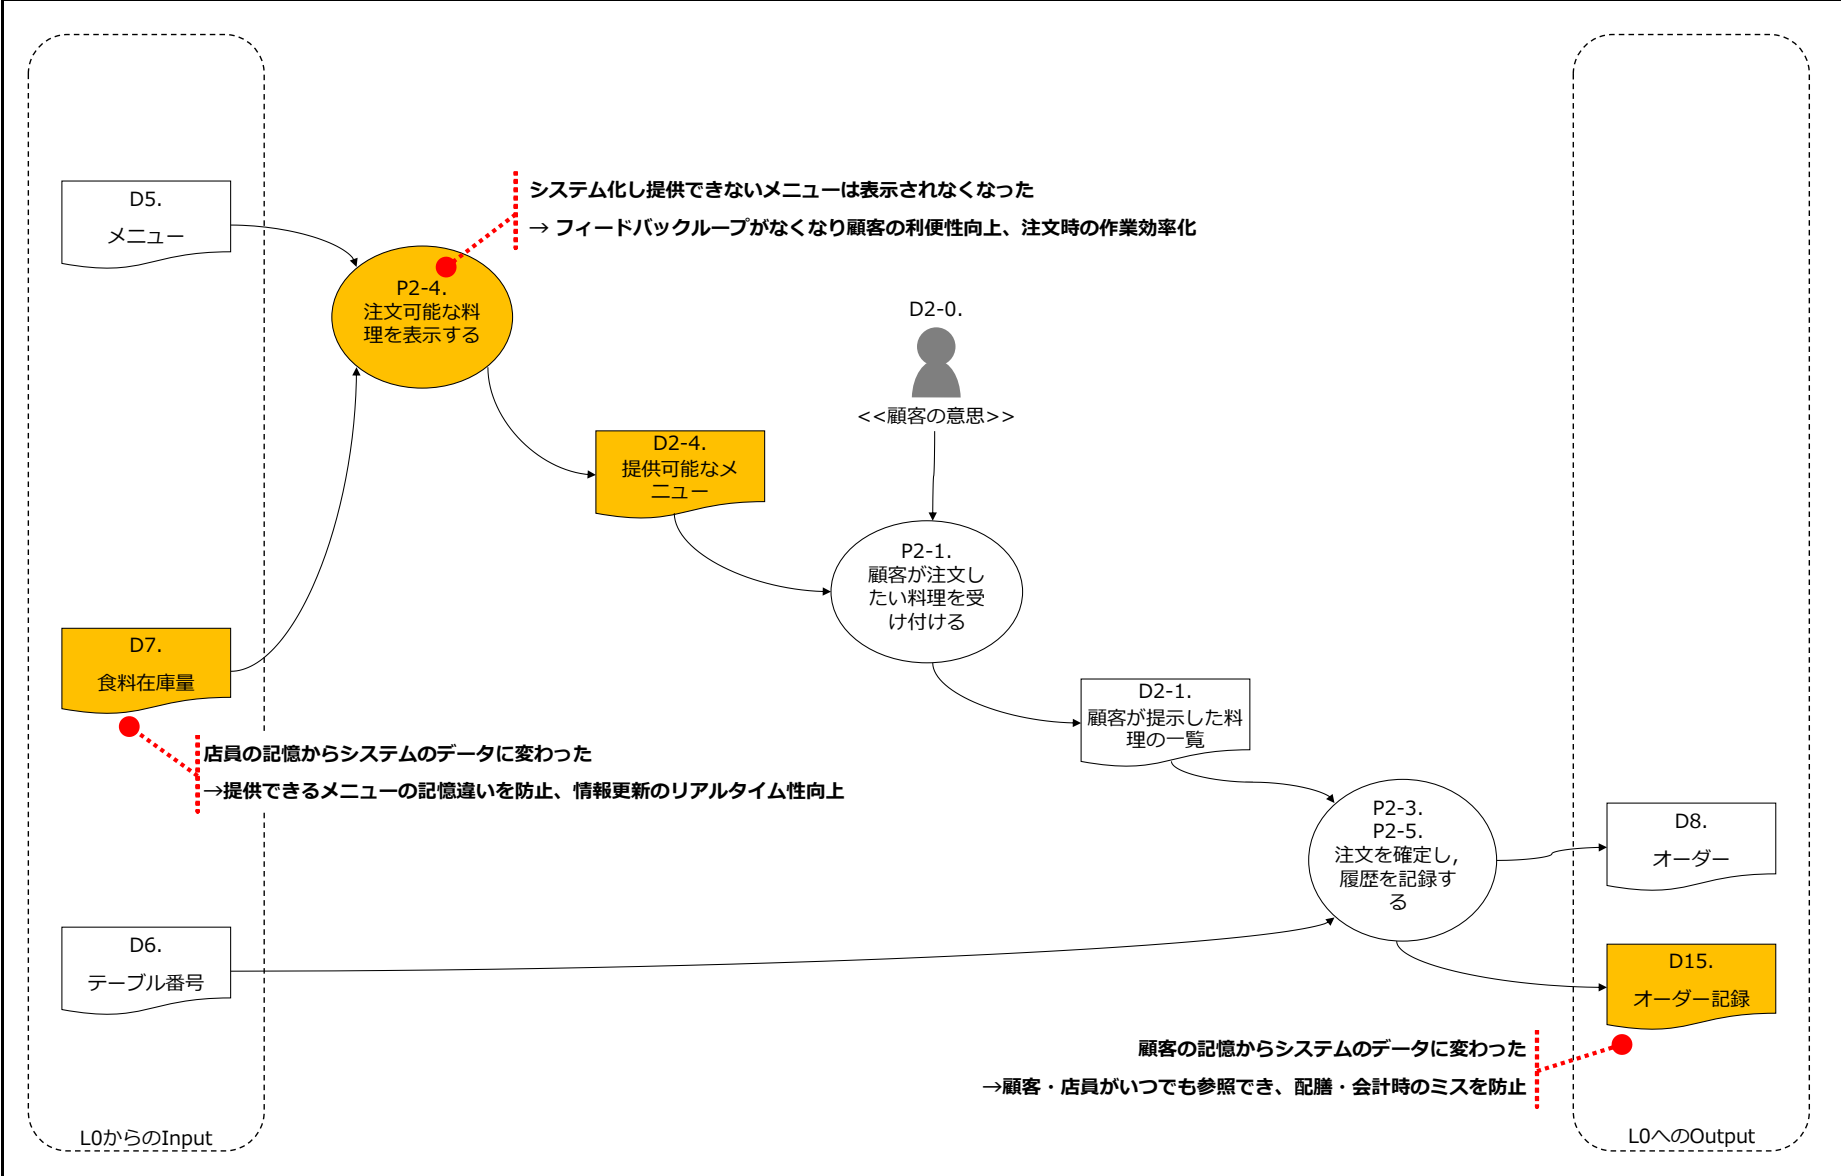 D5.
メニュー
システム化し提供できないメニューは表示されなくなった
→ フィードバックループがなくなり顧客の利便性向上、注文時の作業効率化
P2-4.
注文可能な料
理を表示する
D2-0.
<<顧客の意思>>
D2-4.
提供可能なメ
ニュー
P2-1.
顧客が注文し
たい料理を受
け付ける
D7.
食料在庫量
店員の記憶からシステムのデータに変わった
→提供できるメニューの記憶違いを防止、情報更新のリアルタイム性向上
D2-1.
顧客が提示した料
理の一覧
P2-3.
P2-5.
注文を確定し,
履歴を記録す
る
D8.
オーダー
D6.
テーブル番号
D15.
オーダー記録
顧客の記憶からシステムのデータに変わった
→顧客・店員がいつでも参照でき、配膳・会計時のミスを防止
L0からのInput
L0へのOutput